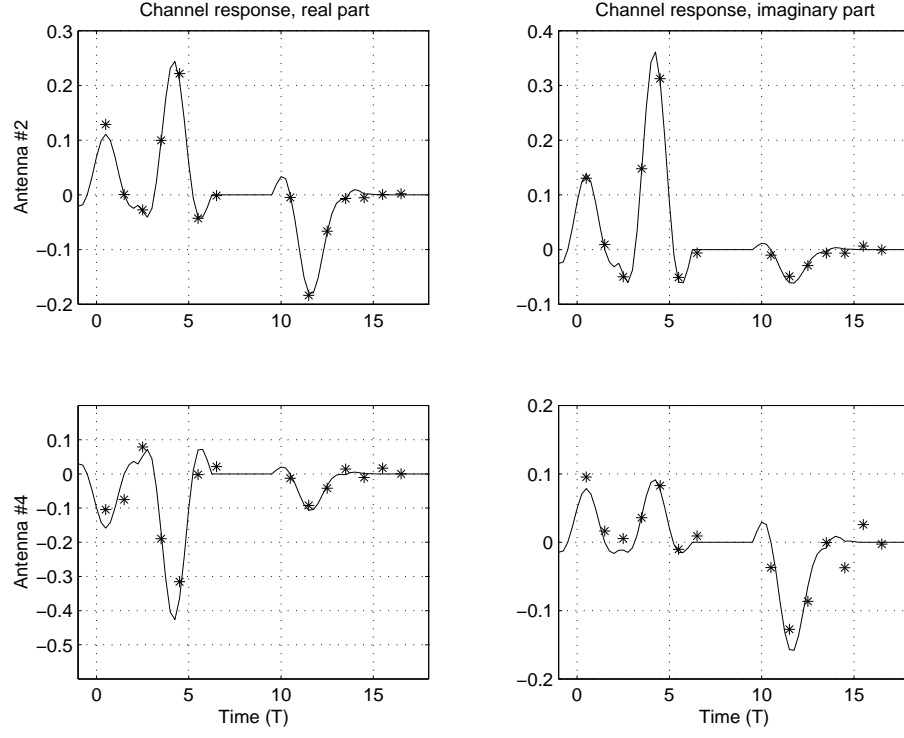 Channel response, real part
Channel response, imaginary part
Antenna #2
0.3
0.2
0.1
0
−0.1
−0.2
0 5 10 15
0.4
0.3
0.2
0.1
0
−0.1
0 5 10 15
Antenna #4
0.1
0
−0.1
−0.2
−0.3
−0.4
−0.5
0 5 10 15
Time (T)
0.2
0.1
0
−0.1
−0.2
0 5 10 15
Time (T)